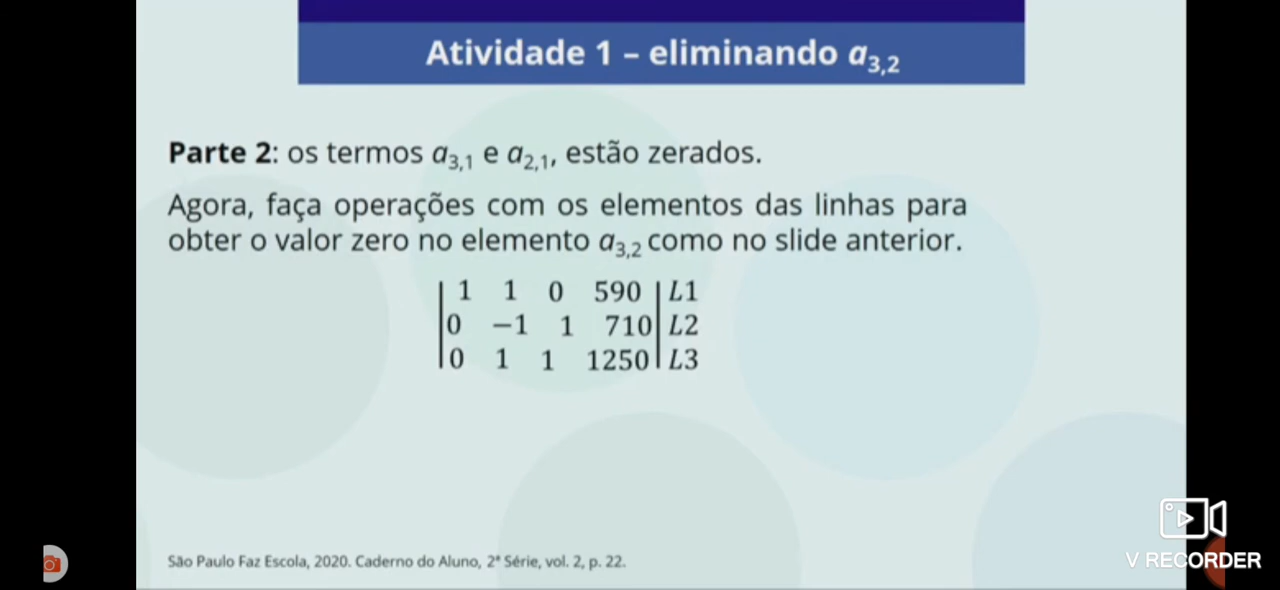 Atividade 1 – eliminando a3,2
Parte 2: os termos a3,1 e a2,1, estão zerados.
Agora, faça operações com os elementos das linhas para
obter o valor zero no elemento a3,2 como no slide anterior.
| 1 1 0 590 | L1
|0 −1 1 710| L2
|0 1 1 1250| L3
São Paulo Faz Escola, 2020. Caderno do Aluno, 2ª Série, vol. 2, p. 22.
V RECORDER